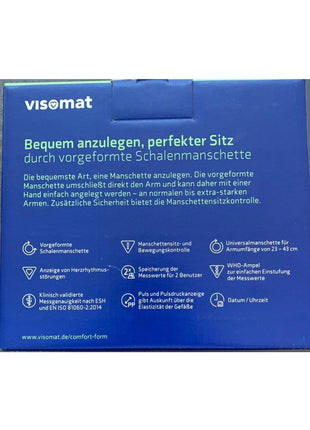 visomat
Bequem anzulegen, perfekter Sitz
durch vorgeformte Schalenmanschette
Die bequemste Art, eine Manschette anzulegen. Die vorgeformte
Manschette umschließt direkt den Arm und kann daher mit einer
Hand einfach angelegt werden – an normalen bis extra-starken
Armen. Zusätzliche Sicherheit bietet die Manschettensitzkontrolle.
Vorgeformte
Schalenmanschette
Manschettensitz- und
Bewegungskontrolle
Universalmanschette für
Armumfänge von 23 – 43 cm
Anzeige von Herzrhythmus-
störungen
Speicherung der
Messwerte für 2 Benutzer
WHO-Ampel
zur einfachen Einstufung
der Messwerte
Klinisch validierte
Messgenauigkeit nach ESH
und EN ISO 81060-2:2014
PP
Puls und Pulsdruckanzeige
gibt Auskunft über die
Elastizität der Gefäße
Datum / Uhrzeit
www.visomat.de/comfort-form